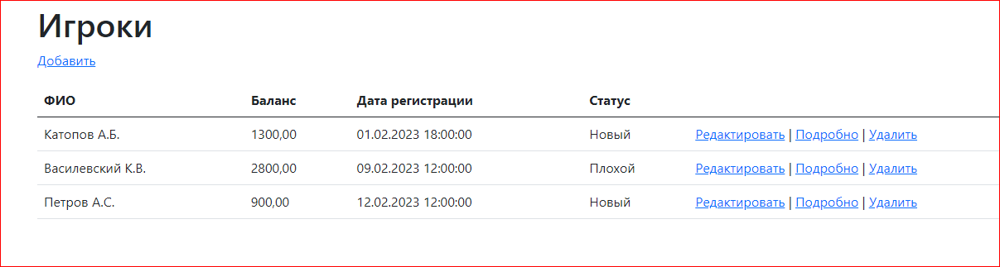 Игроки
Добавить
ФИО Баланс Дата регистрации Статус
Катопов А.Б. 1300,00 01.02.2023 18:00:00 Новый Редактировать | Подробно | Удалить
Василевский К.В. 2800,00 09.02.2023 12:00:00 Плохой Редактировать | Подробно | Удалить
Петров А.С. 900,00 12.02.2023 12:00:00 Новый Редактировать | Подробно | Удалить